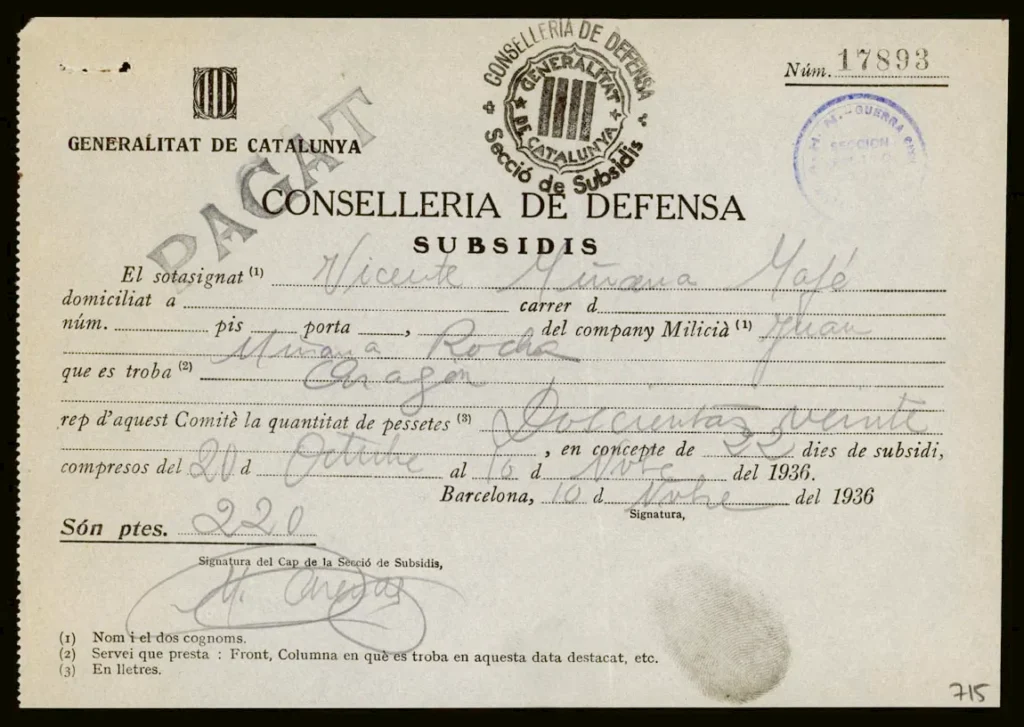 CONSELLERIA DE DEFENSA
GENERALITAT DE CATALUNYA
Secció de Subsidis
Núm. 17893
GUERRA
SECCION
GENERALITAT DE CATALUNYA
PAGAT
CONSELLERIA DE DEFENSA
SUBSIDIS
El sotasignat (1) Vicente Miñana Mafé
domiciliat a carrer d
núm. pis porta , del company Milicià (1) Juan
Miñana Rocha
que es troba (2) Aragón
rep d'aquest Comitè la quantitat de pessetes (3) Doscientas veinte
, en concepte de 22 dies de subsidi,
compresos del 20 d Octubre al 10 d Nbre del 1936.
Barcelona, 10 d Nbre del 1936
Signatura,
Són ptes. 220
Signatura del Cap de la Secció de Subsidis,
(1) Nom i el dos cognoms.
(2) Servei que presta : Front, Columna en què es troba en aquesta data destacat, etc.
(3) En lletres.
715